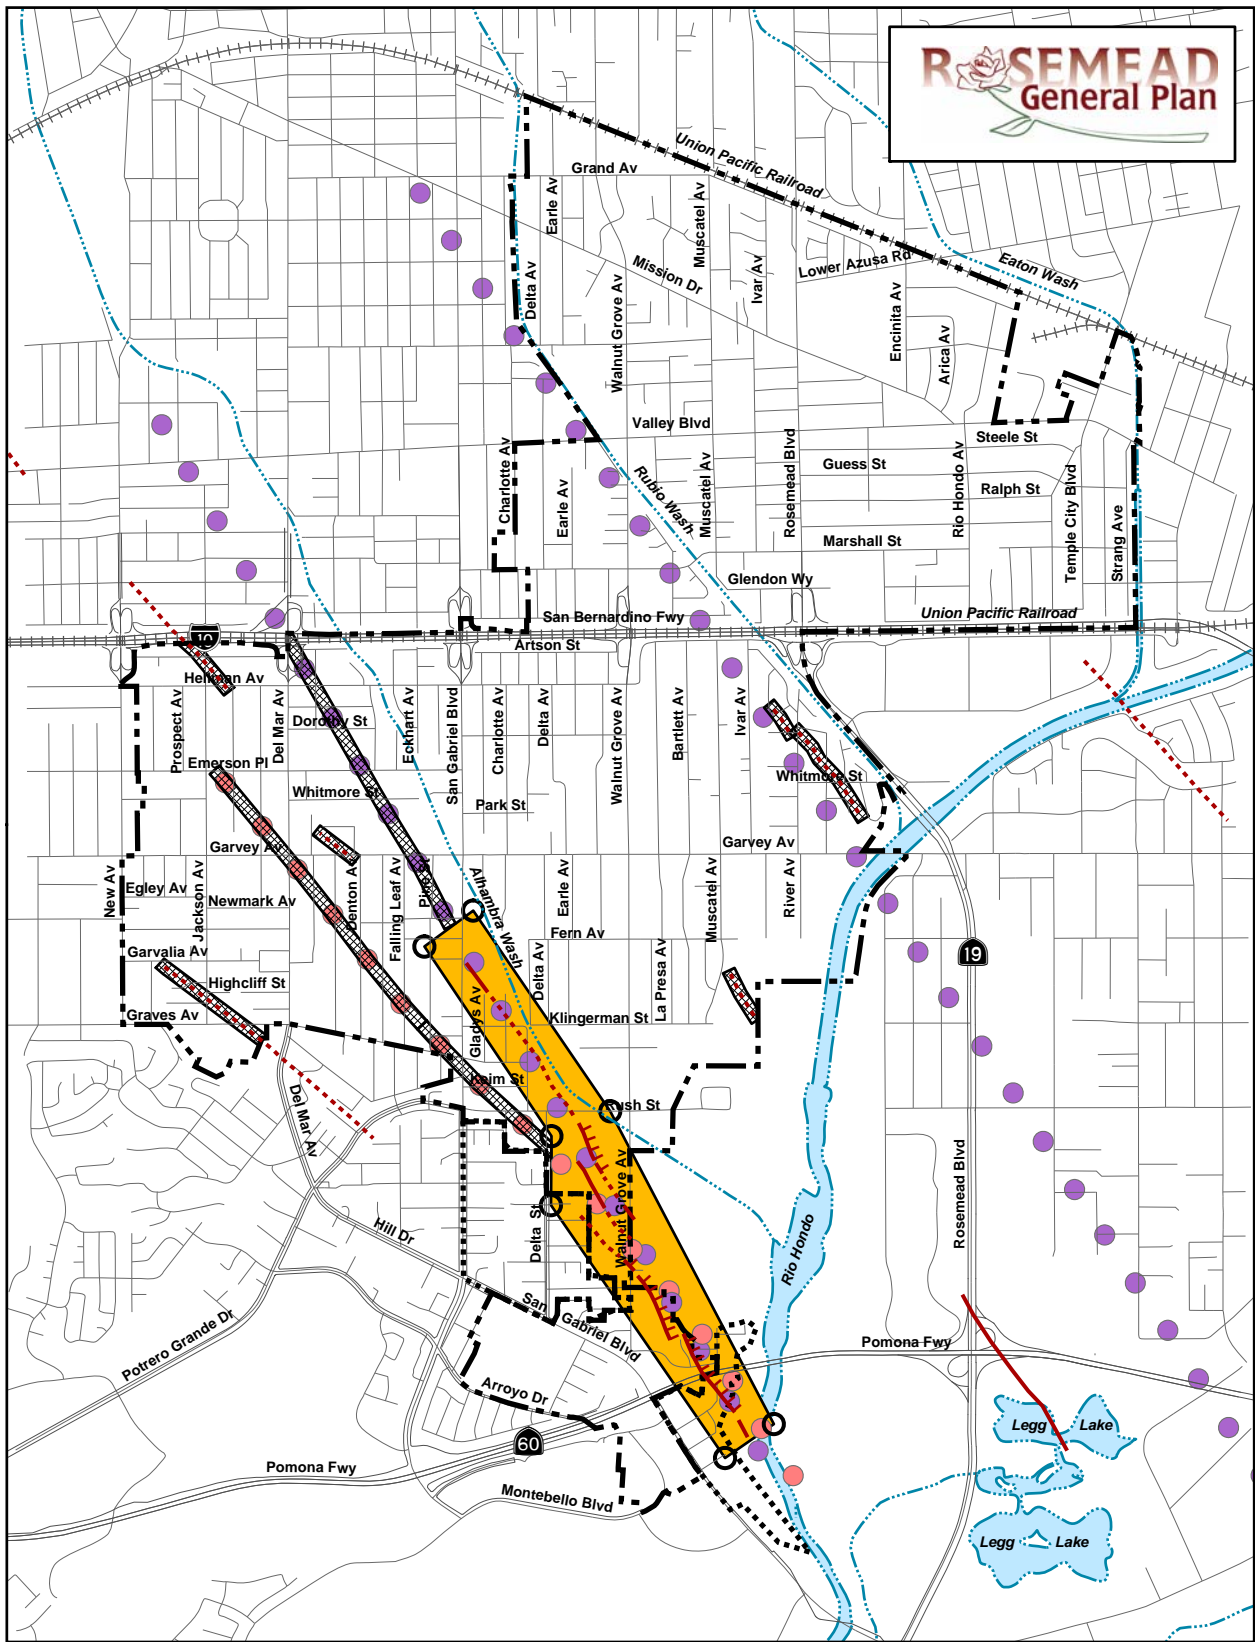 ROSEMEAD
General Plan
Union Pacific Railroad
Grand Av
Earle Av
Muscatel Av
Eaton Wash
Lower Azusa Rd
Mission Dr
Ivar Av
Delta Av
Walnut Grove Av
Encinita Av
Arica Av
Valley Blvd
Steele St
Charlotte Av
Rubio Wash
Muscatel Av
Rosemead Blvd
Guess St
Rio Hondo Av
Earle Av
Ralph St
Temple City Blvd
Strang Ave
Marshall St
Glendon Wy
San Bernardino Fwy
Union Pacific Railroad
10
Artson St
Hellman Av
Prospect Av
Del Mar Av
Dorothy St
Eckhart Av
San Gabriel Blvd
Charlotte Av
Delta Av
Walnut Grove Av
Bartlett Av
Ivar Av
Emerson Pl
Whitmore St
Whitmore St
Park St
Garvey Av
Garvey Av
New Av
Egley Av
Jackson Av
Newmark Av
Denton Av
Falling Leaf Av
Pine St
Alhambra Wash
Earle Av
Muscatel Av
River Av
Fern Av
Garvalia Av
Highcliff St
Delta Av
La Presa Av
19
Graves Av
Gladys Av
Klingerman St
Keim St
Rush St
Del Mar Av
Walnut Grove Av
Rosemead Blvd
Hill Dr
Delta St
Rio Hondo
San Gabriel Blvd
Potrero Grande Dr
Pomona Fwy
Arroyo Dr
60
Legg Lake
Pomona Fwy
Montebello Blvd
Legg Lake